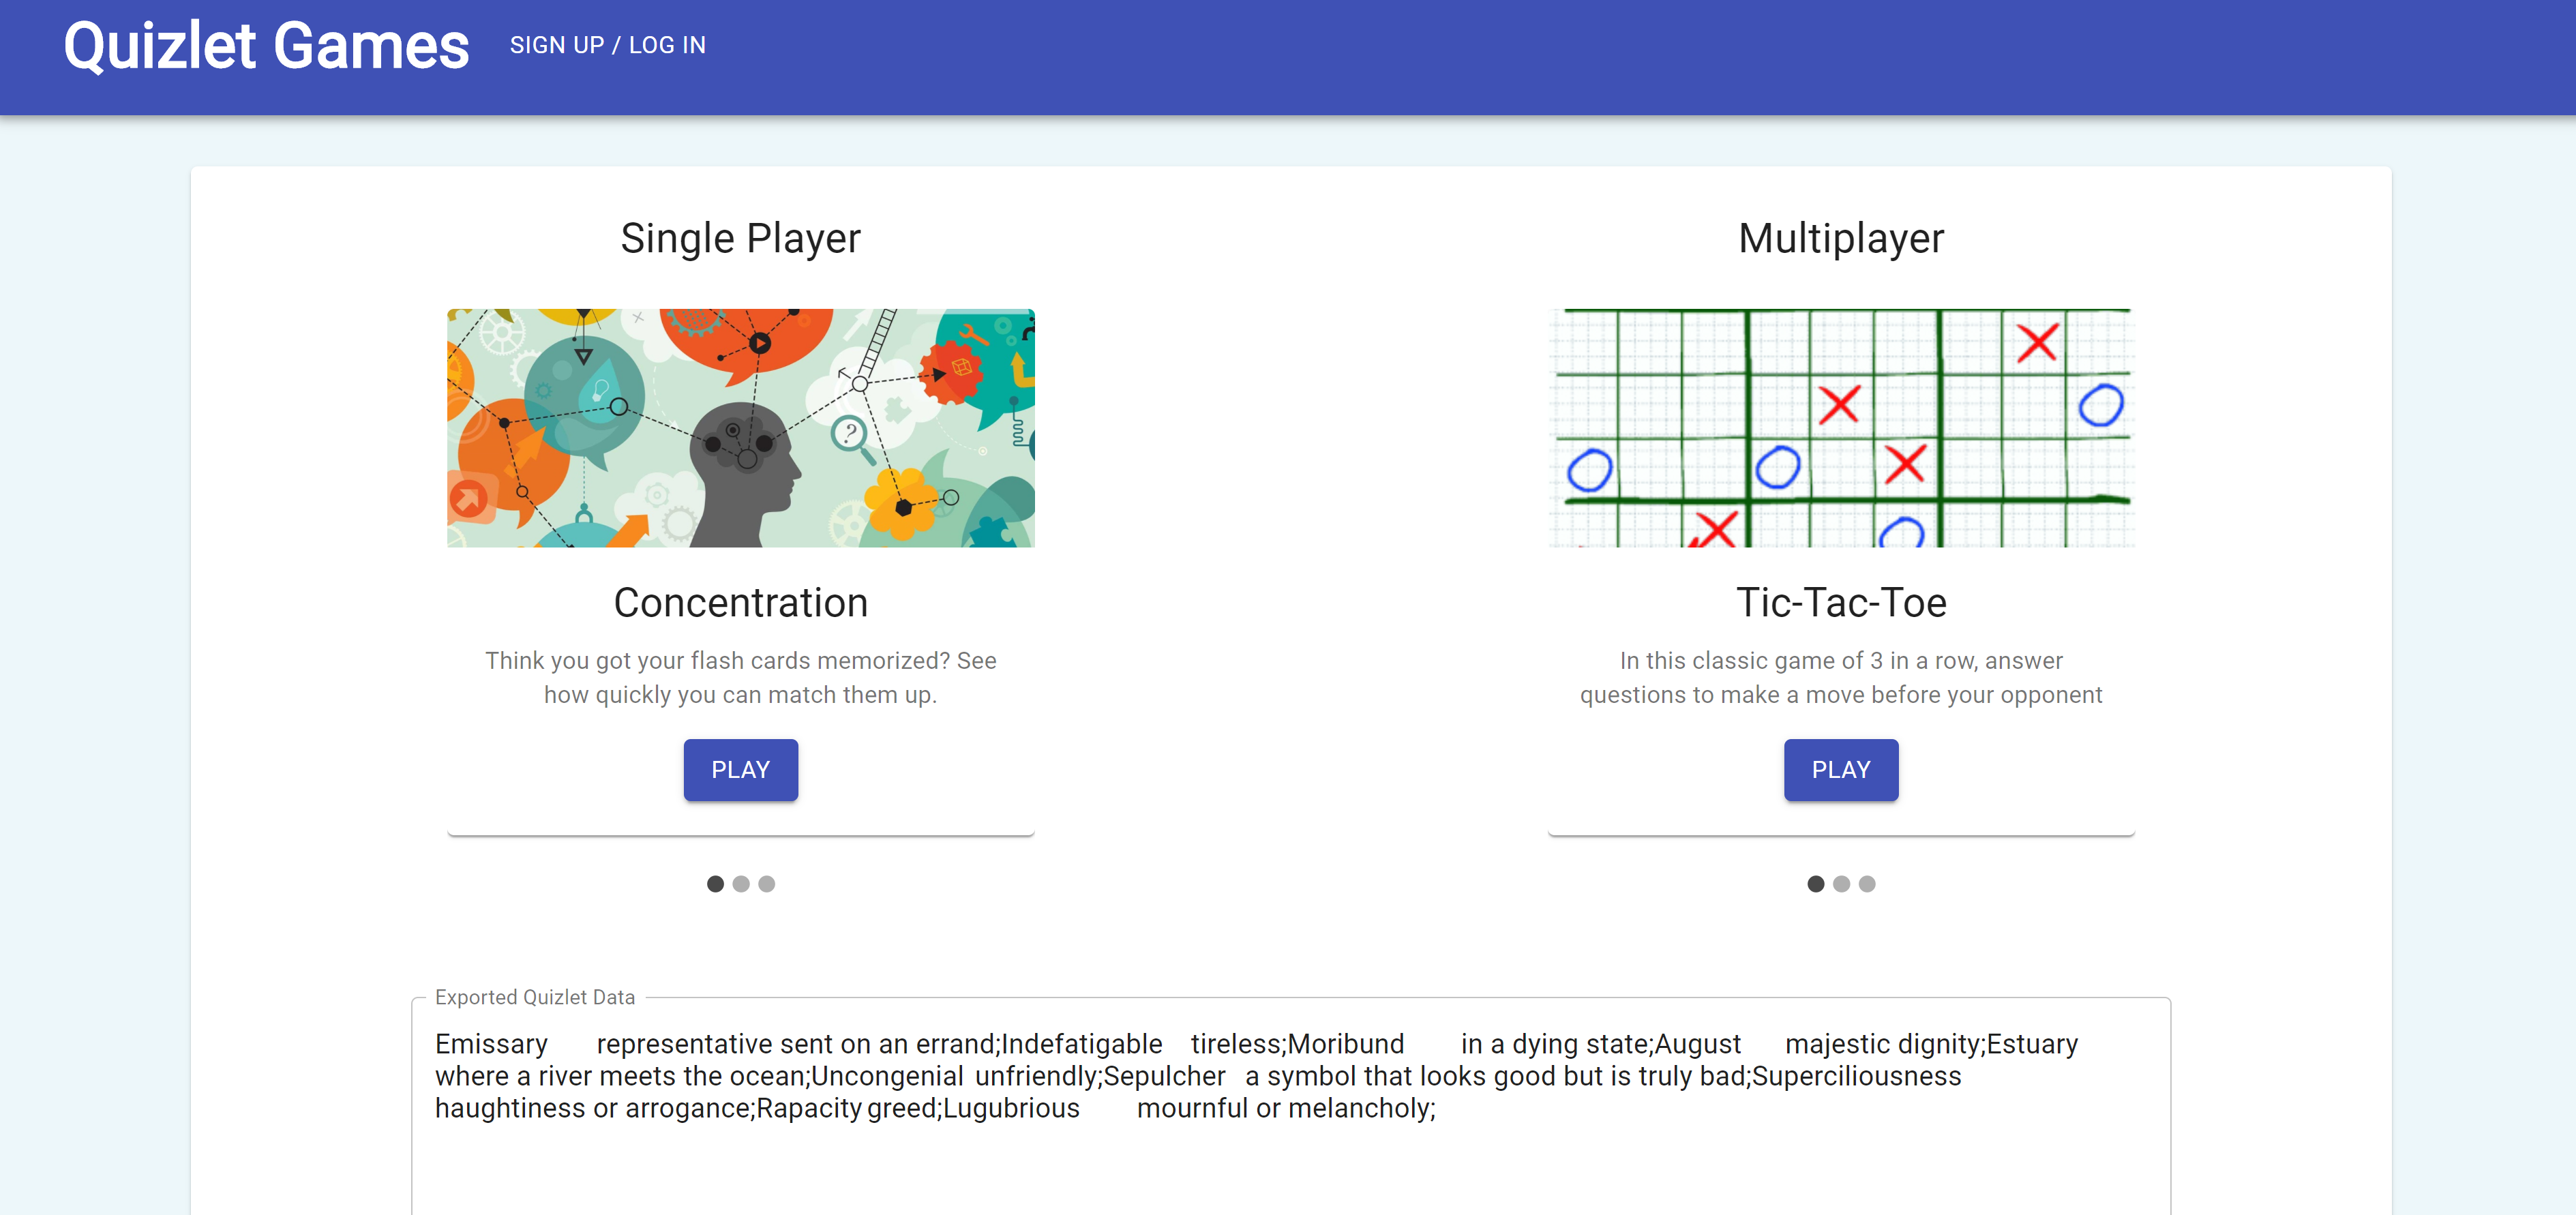 Quizlet Games
SIGN UP / LOG IN
Single Player
Multiplayer
?
Concentration
Think you got your flash cards memorized? See
how quickly you can match them up.
PLAY
Tic-Tac-Toe
In this classic game of 3 in a row, answer
questions to make a move before your opponent
PLAY
Exported Quizlet Data
Emissary representative sent on an errand;Indefatigable tireless;Moribund in a dying state;August majestic dignity;Estuary
where a river meets the ocean;Uncongenial unfriendly;Sepulcher a symbol that looks good but is truly bad;Superciliousness
haughtiness or arrogance;Rapacity greed;Lugubrious mournful or melancholy;